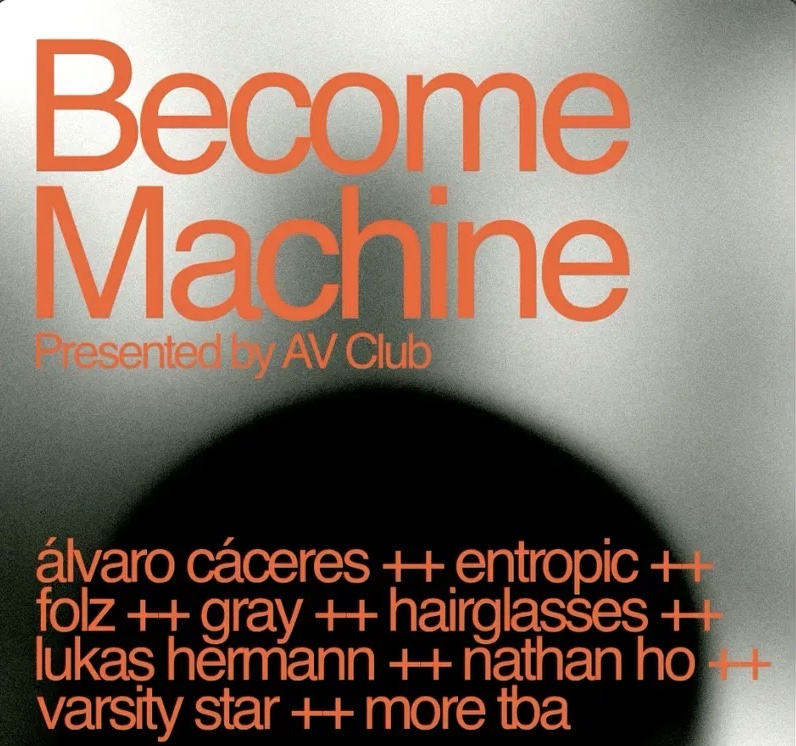 Become
Machine
Presented by AV Club
álvaro cáceres ++ entropic ++
folz ++ gray ++ hairglasses ++
lukas hermann ++ nathan ho ++
varsity star ++ more tba